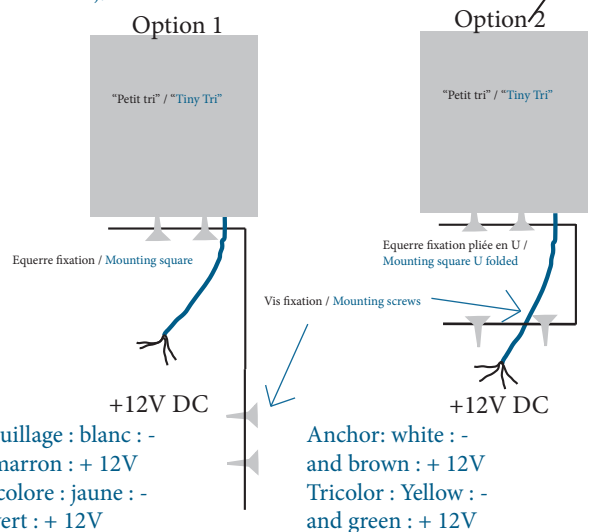 Option 1
Option 2
"Petit tri" / "Tiny Tri"
"Petit tri" / "Tiny Tri"
Equerre fixation / Mounting square
Equerre fixation pliée en U /
Mounting square U folded
Vis fixation / Mounting screws
+12V DC
+12V DC
uillage : blanc : -
marron : + 12V
colore : jaune : -
vert : + 12V
Anchor: white : -
and brown : + 12V
Tricolor : Yellow : -
and green : + 12V